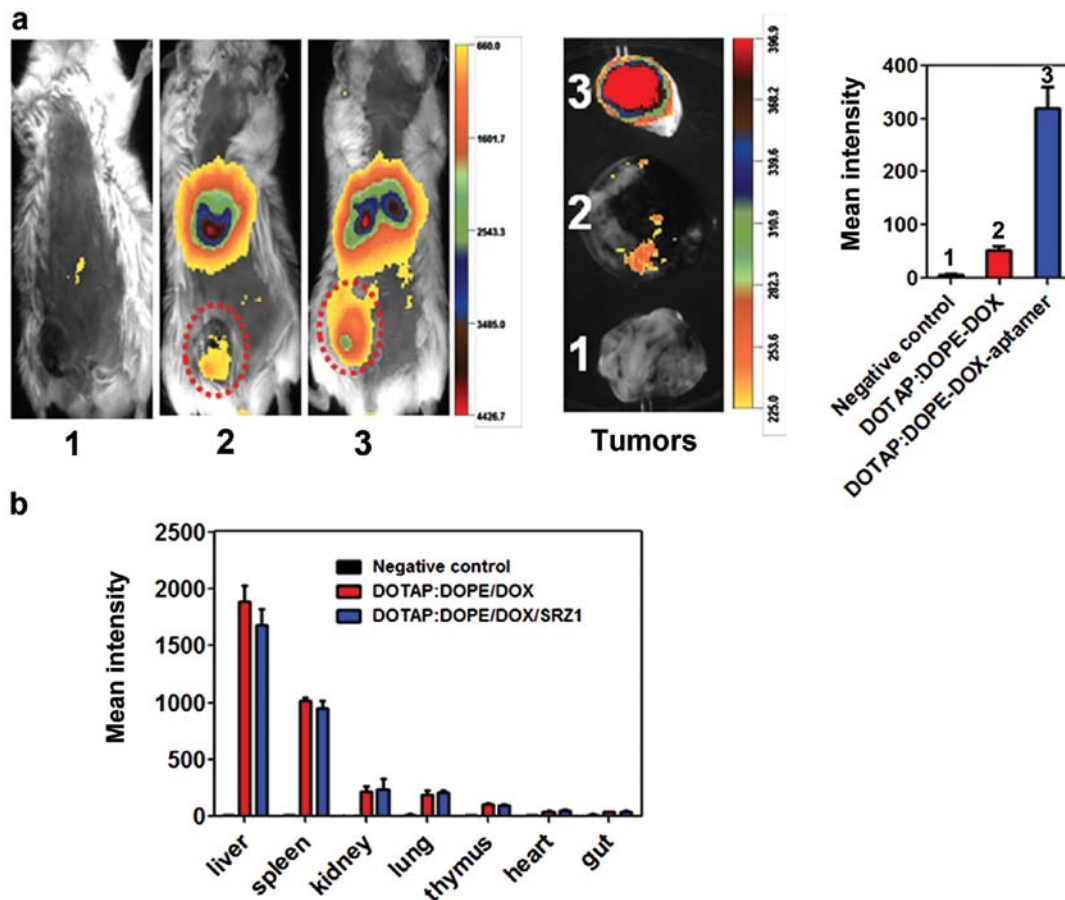 a
660.0
1601.7
2543.3
3485.0
4426.7
1
2
3
3
2
1
Tumors
396.9
368.2
339.6
310.9
282.3
253.6
225.0
Mean intensity
400
300
200
100
0
1
2
3
Negative control
DOTAP:DOPE-DOX
DOTAP:DOPE-DOX-aptamer
b
Mean intensity
2500
2000
1500
1000
500
0
Negative control
DOTAP:DOPE/DOX
DOTAP:DOPE/DOX/SRZ1
liver
spleen
kidney
lung
thymus
heart
gut